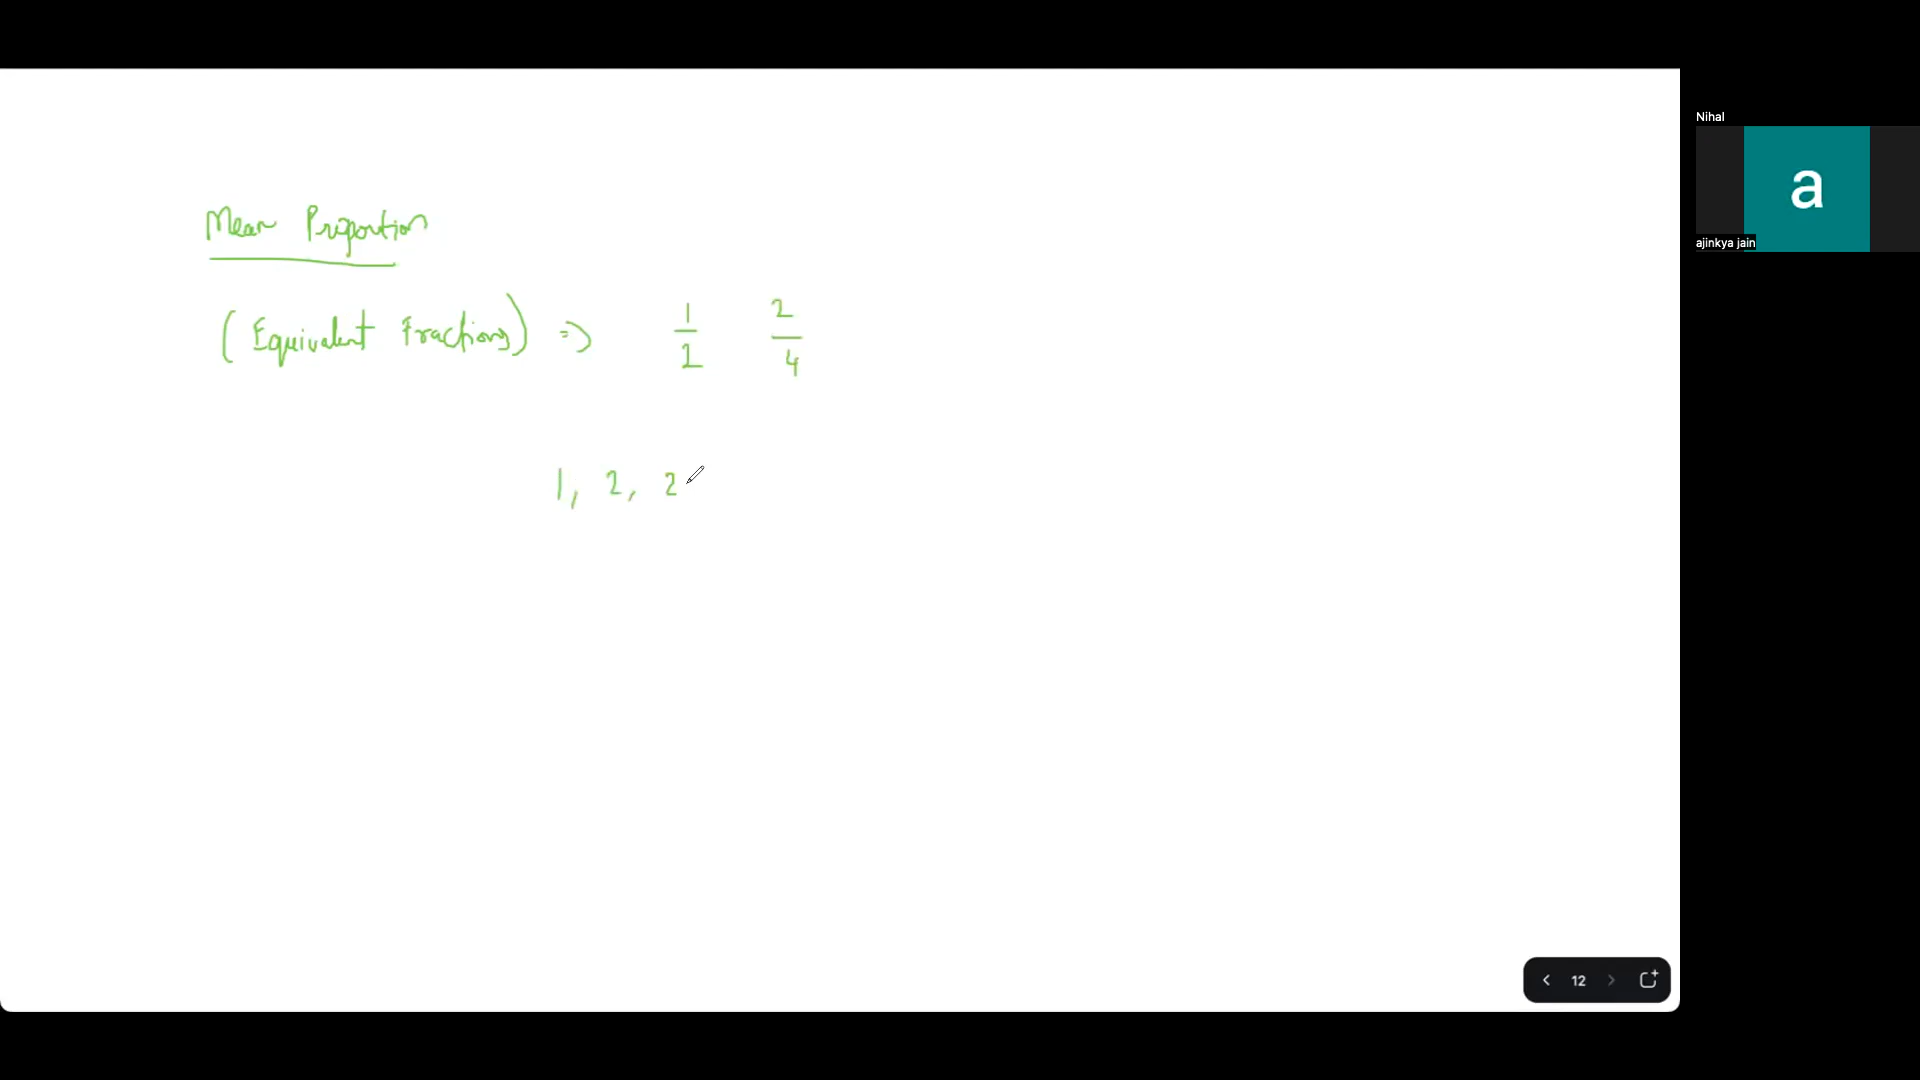 Mean Proportion
(Equivalent Fractions) => 1/2 2/4
1, 2, 2
Nihal
a
ajinkya jain
< 12 >